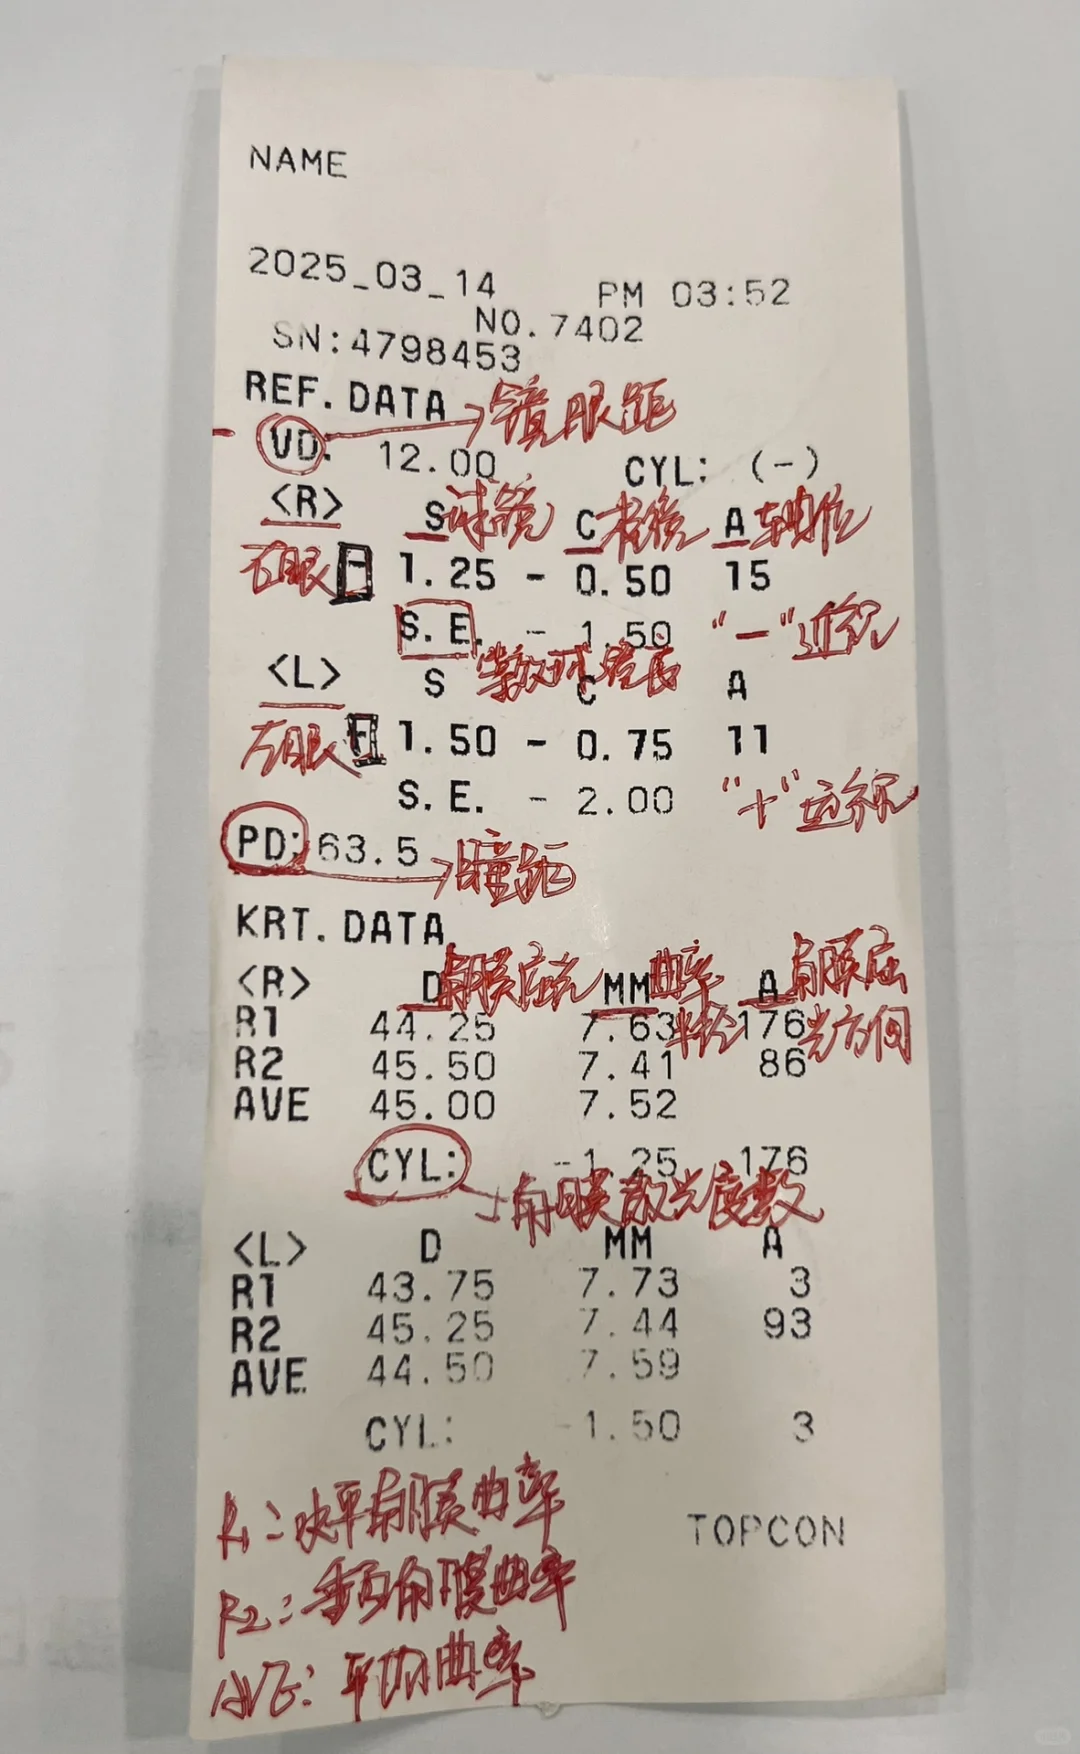 NAME
2025_03_14 PM 03:52
NO.7402
SN:4798453
REF.DATA
VD. 12.00 → 镜眼距
CYL: (-)
<R> S 球镜 C 柱镜 A 轴位
右眼 - 1.25 - 0.50 15
S.E. - 1.50 "一"近视
等效球镜
<L> S C A
左眼 - 1.50 - 0.75 11
S.E. - 2.00 "+"远视
PD: 63.5 → 瞳距
KRT.DATA
<R> D 角膜屈光 MM 曲率半径 A 角膜屈光方向
R1 44.25 7.63 176
R2 45.50 7.41 86
AVE 45.00 7.52
CYL: -1.25 176
→ 角膜散光度数
<L> D MM A
R1 43.75 7.73 3
R2 45.25 7.44 93
AVE 44.50 7.59
CYL: -1.50 3
R1: 水平角膜曲率
TOPCON
R2: 垂直角膜曲率
AVE: 平均曲率